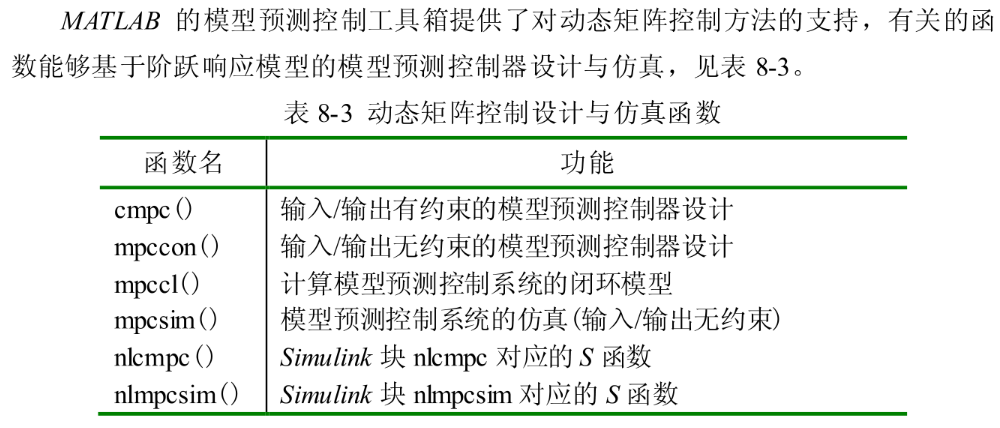 MATLAB 的模型预测控制工具箱提供了对动态矩阵控制方法的支持，有关的函
数能够基于阶跃响应模型的模型预测控制器设计与仿真，见表 8-3。
表 8-3 动态矩阵控制设计与仿真函数
函数名 功能
cmpc() 输入/输出有约束的模型预测控制器设计
mpccon() 输入/输出无约束的模型预测控制器设计
mpccl() 计算模型预测控制系统的闭环模型
mpcsim() 模型预测控制系统的仿真(输入/输出无约束)
nlcmpc() Simulink 块 nlcmpc 对应的 S 函数
nlmpcsim() Simulink 块 nlmpcsim 对应的 S 函数